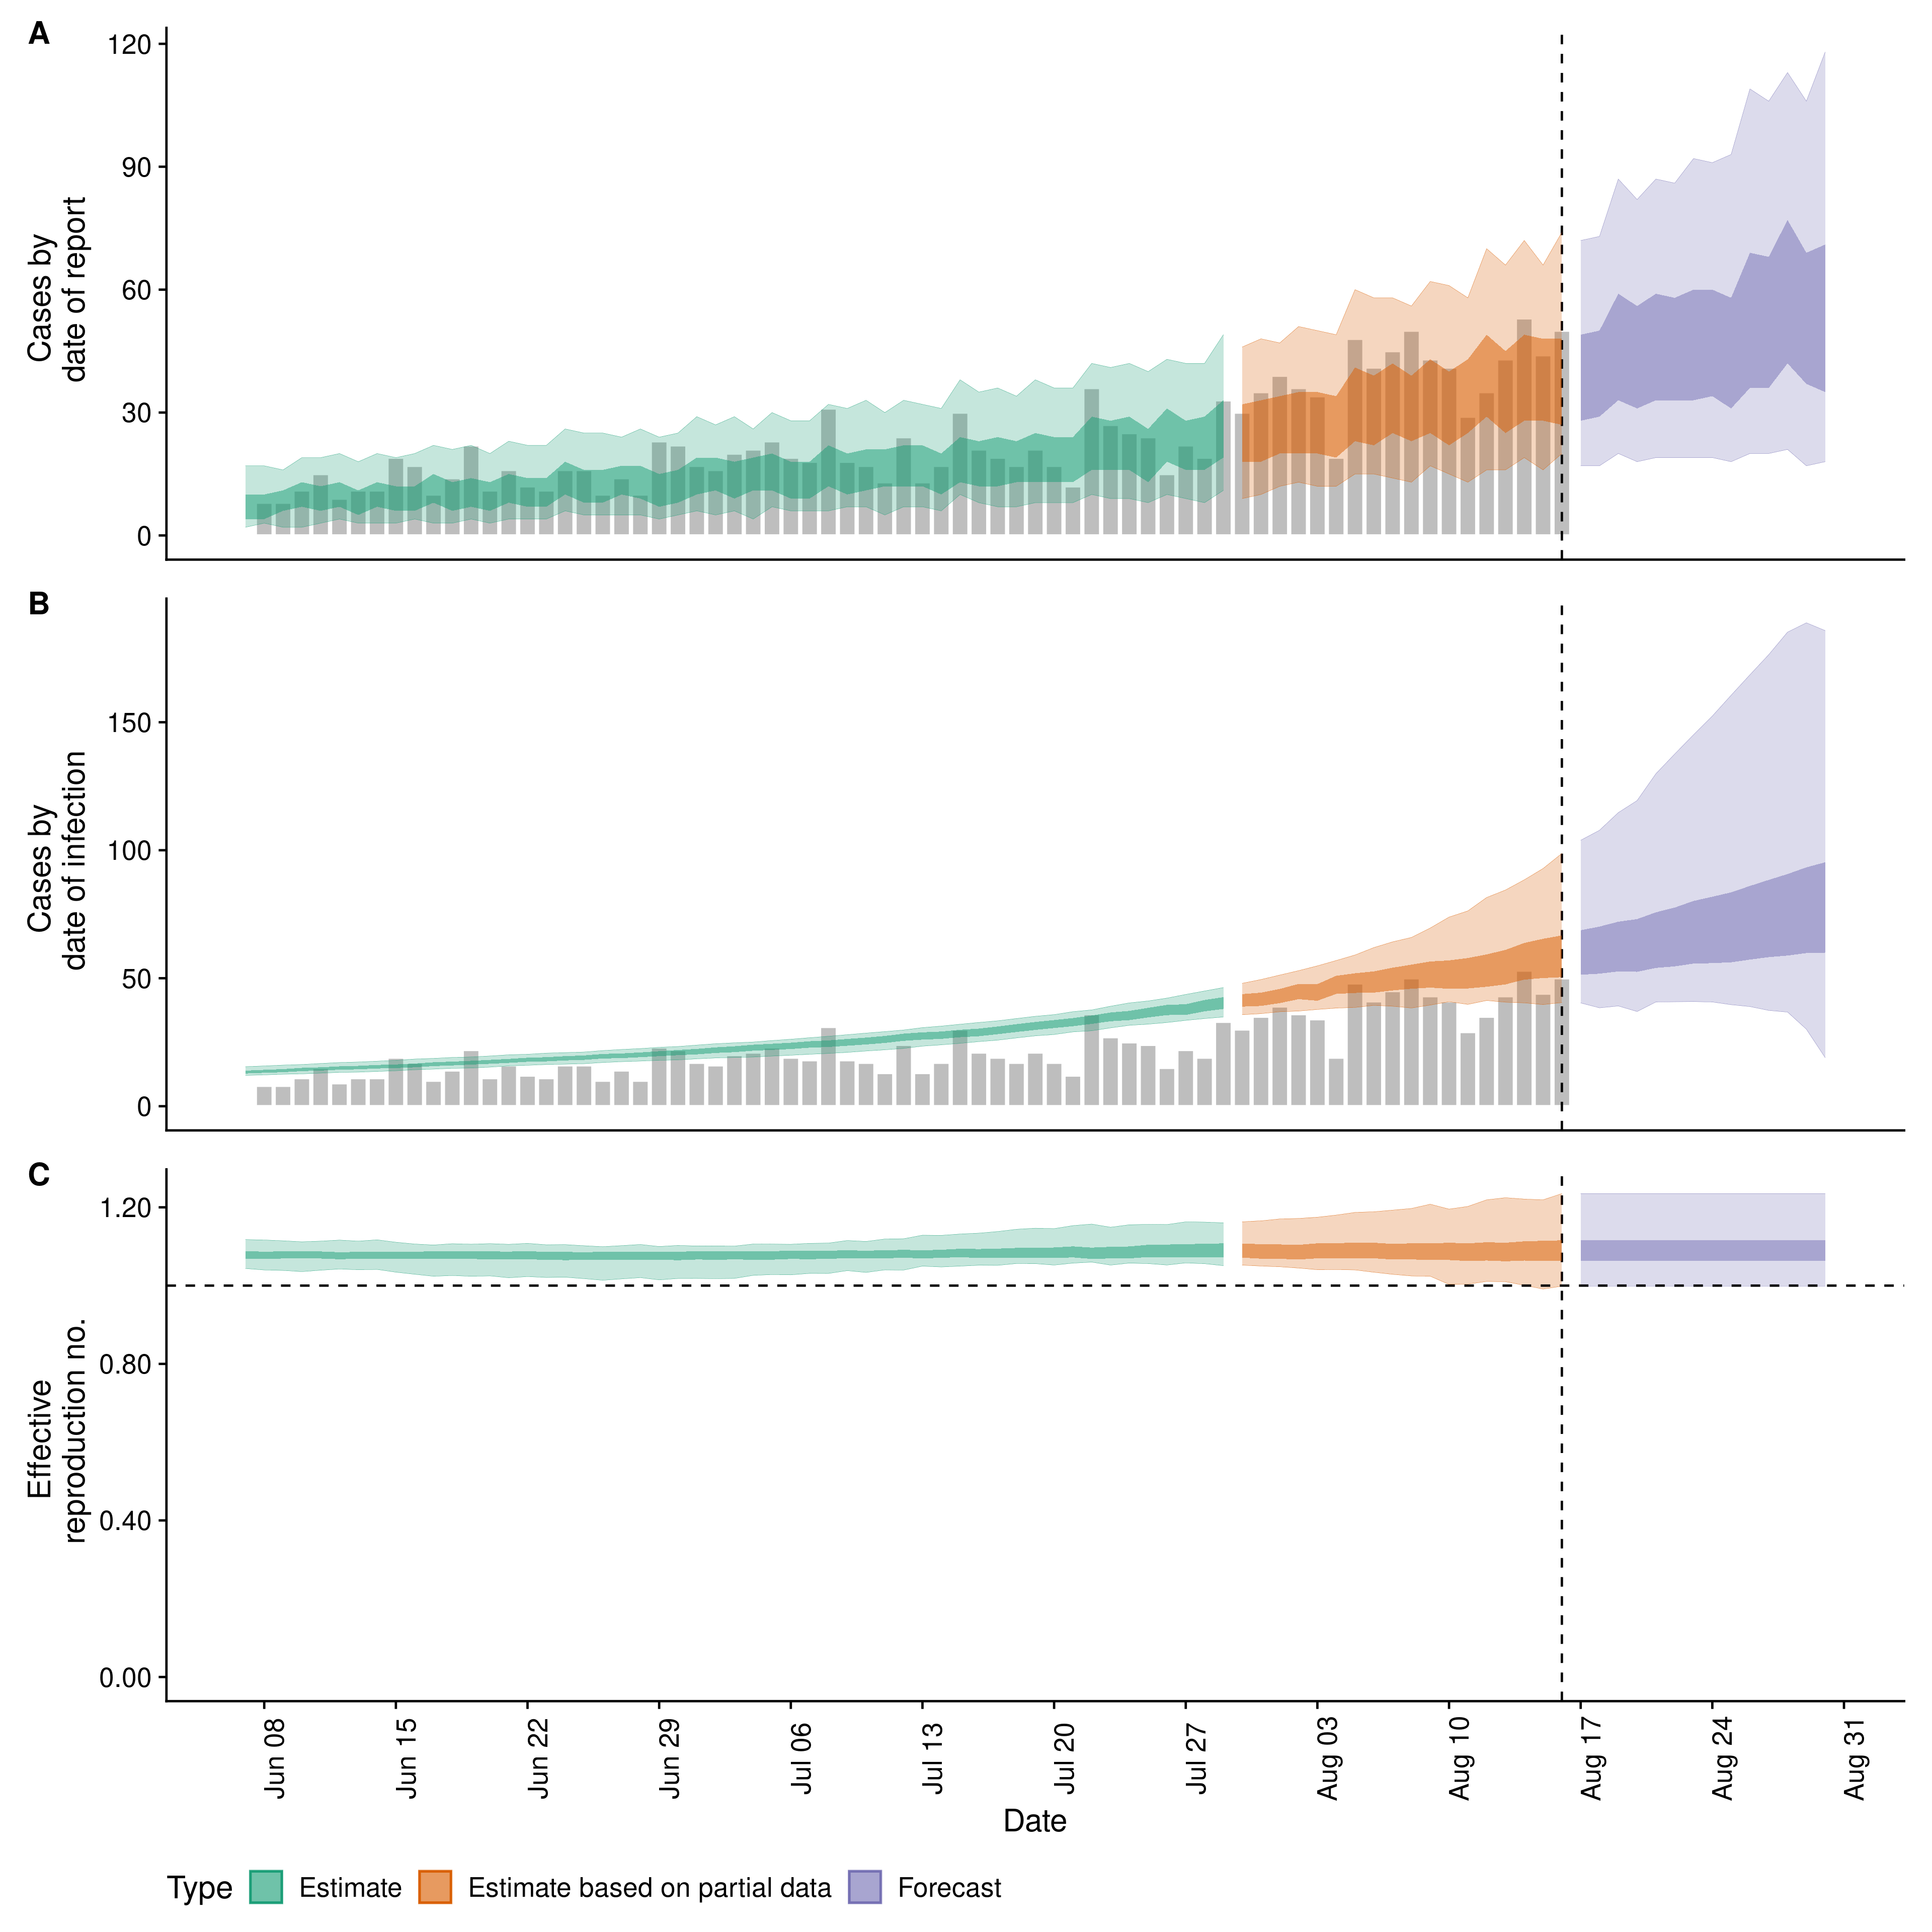 A
120
90
60
30
0
Cases by
date of report
B
150
100
50
0
Cases by
date of infection
C
1.20
0.80
0.40
0.00
Effective
reproduction no.
Jun 08
Jun 15
Jun 22
Jun 29
Jul 06
Jul 13
Jul 20
Jul 27
Aug 03
Aug 10
Aug 17
Aug 24
Aug 31
Date
Type Estimate Estimate based on partial data Forecast